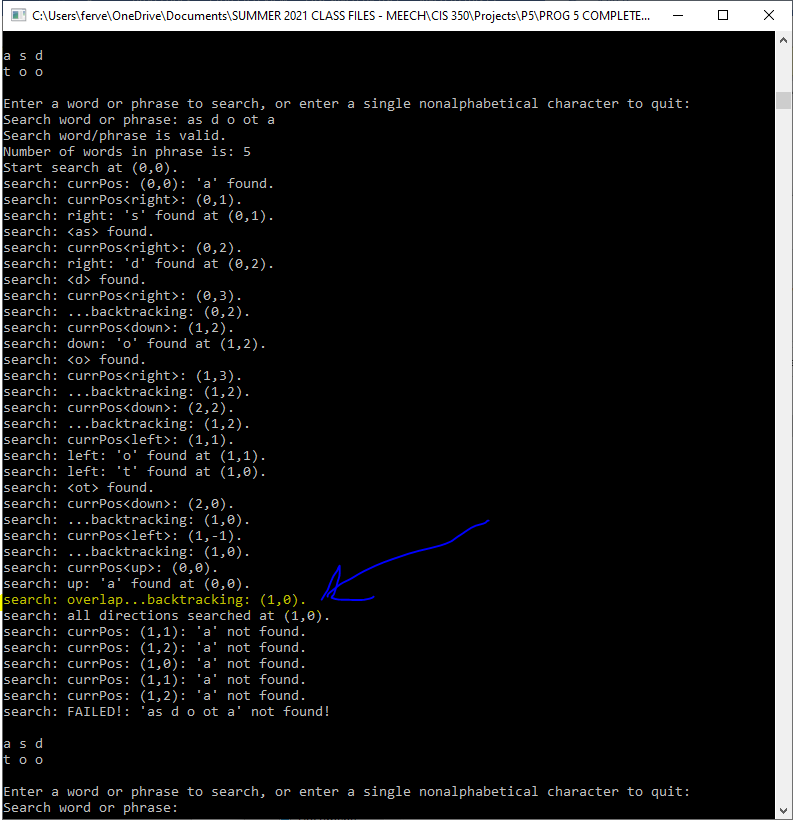 C:\Users\ferve\OneDrive\Documents\SUMMER 2021 CLASS FILES - MEECH\CIS 350\Projects\P5\PROG 5 COMPLETE...
a s d
t o o
Enter a word or phrase to search, or enter a single nonalphabetical character to quit:
Search word or phrase: as d o ot a
Search word/phrase is valid.
Number of words in phrase is: 5
Start search at (0,0).
search: currPos: (0,0): 'a' found.
search: currPos<right>: (0,1).
search: right: 's' found at (0,1).
search: <as> found.
search: currPos<right>: (0,2).
search: right: 'd' found at (0,2).
search: <d> found.
search: currPos<right>: (0,3).
search: ...backtracking: (0,2).
search: currPos<down>: (1,2).
search: down: 'o' found at (1,2).
search: <o> found.
search: currPos<right>: (1,3).
search: ...backtracking: (1,2).
search: currPos<down>: (2,2).
search: ...backtracking: (1,2).
search: currPos<left>: (1,1).
search: left: 'o' found at (1,1).
search: left: 't' found at (1,0).
search: <ot> found.
search: currPos<down>: (2,0).
search: ...backtracking: (1,0).
search: currPos<left>: (1,-1).
search: ...backtracking: (1,0).
search: currPos<up>: (0,0).
search: up: 'a' found at (0,0).
search: overlap...backtracking: (1,0).
search: all directions searched at (1,0).
search: currPos: (1,1): 'a' not found.
search: currPos: (1,2): 'a' not found.
search: currPos: (1,0): 'a' not found.
search: currPos: (1,1): 'a' not found.
search: currPos: (1,2): 'a' not found.
search: FAILED!: 'as d o ot a' not found!
a s d
t o o
Enter a word or phrase to search, or enter a single nonalphabetical character to quit:
Search word or phrase: